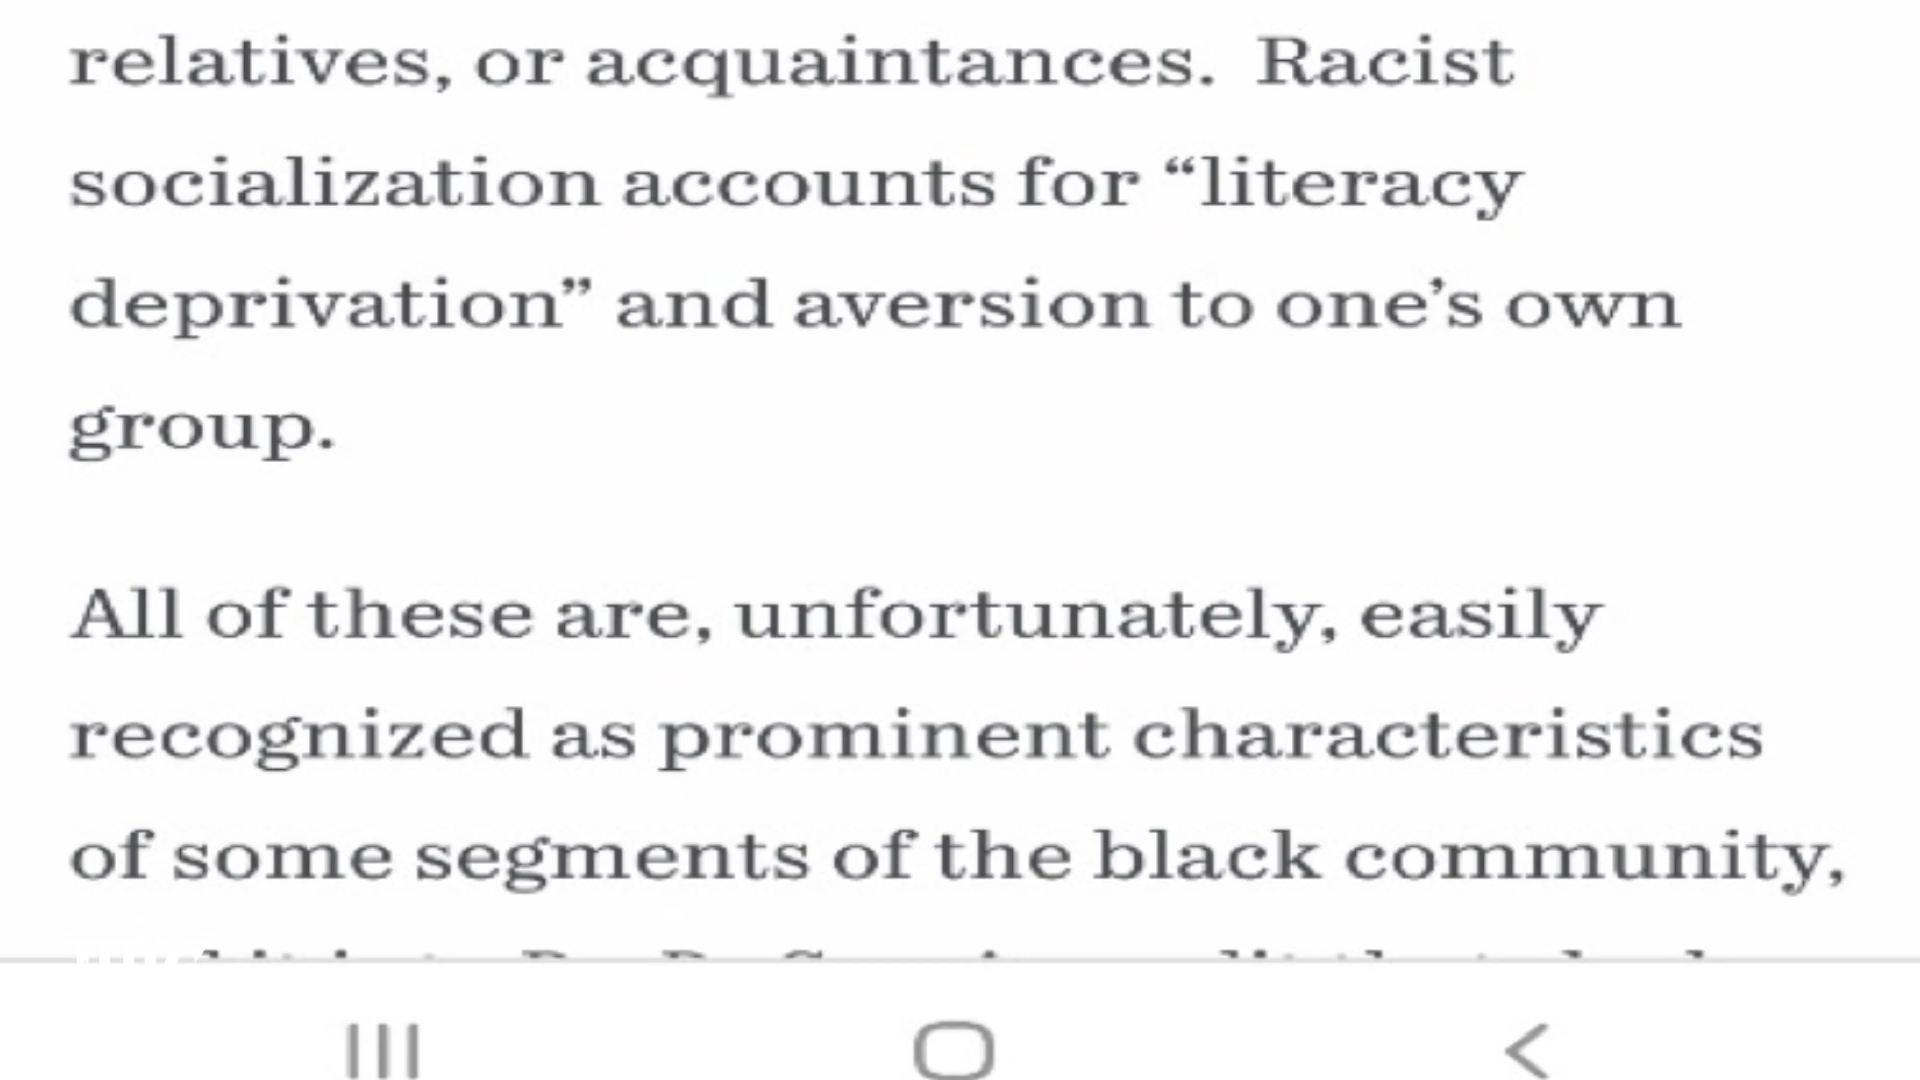 relatives, or acquaintances. Racist
socialization accounts for “literacy
deprivation” and aversion to one’s own
group.
All of these are, unfortunately, easily
recognized as prominent characteristics
of some segments of the black community,